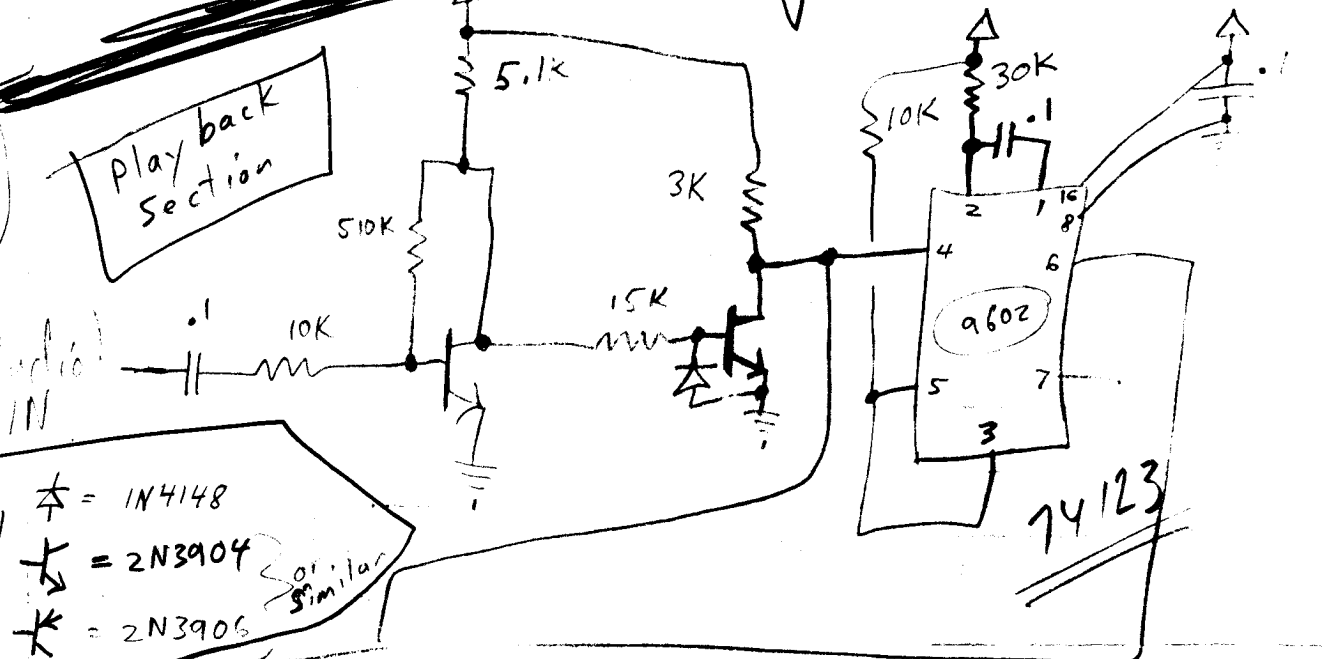 Play back
section
5.1K
510K
.1
10K
IN
15K
3K
10K
30K
.1
.1
2
1
16
8
4
6
9602
5
7
3
74123
= 1N4148
= 2N3904
= 2N3906
or
similar